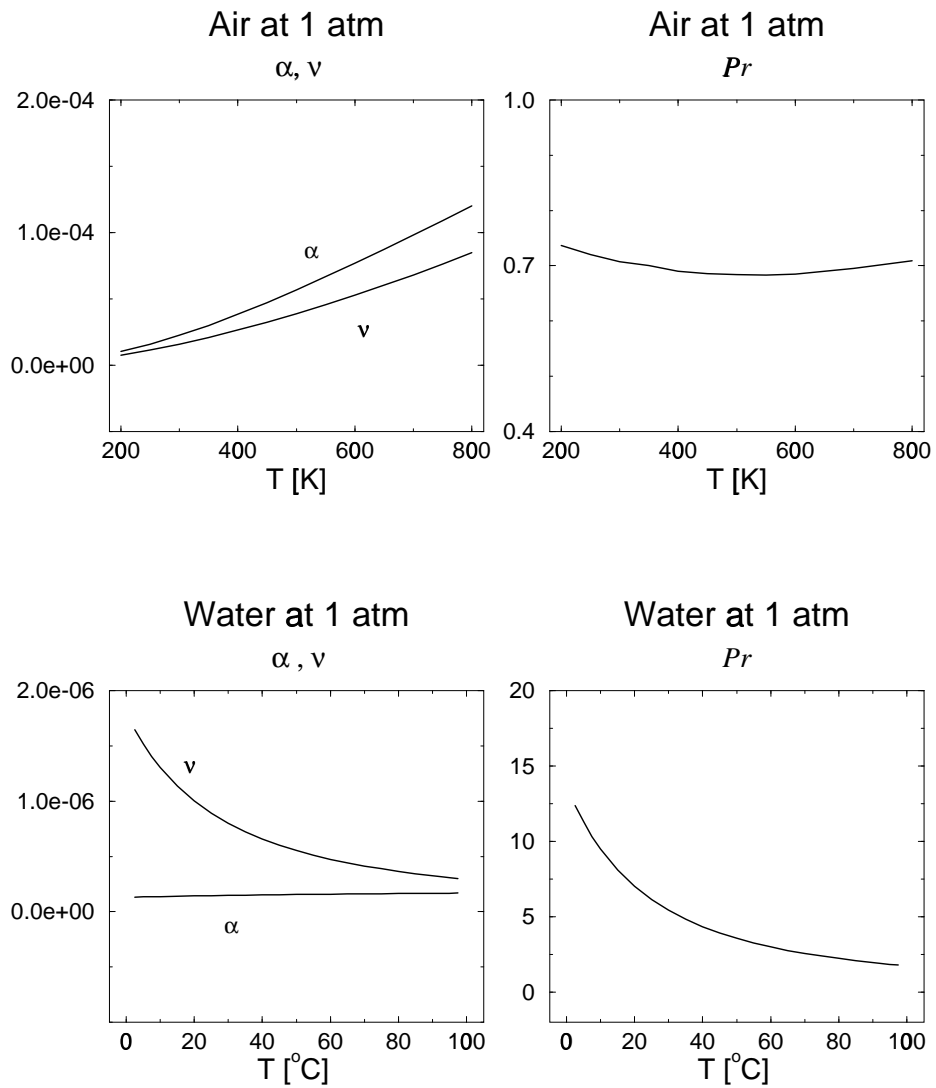 Air at 1 atm
α, ν
2.0e-04
1.0e-04
0.0e+00
α
ν
200 400 600 800
T [K]
Air at 1 atm
Pr
1.0
0.7
0.4
200 400 600 800
T [K]
Water at 1 atm
α , ν
2.0e-06
1.0e-06
0.0e+00
ν
α
0 20 40 60 80 100
T [°C]
Water at 1 atm
Pr
20
15
10
5
0
0 20 40 60 80 100
T [°C]